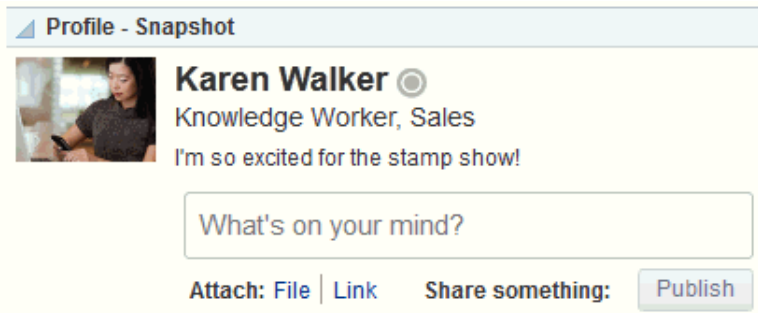 Profile - Snapshot
Karen Walker
Knowledge Worker, Sales
I'm so excited for the stamp show!
What's on your mind?
Attach: File | Link Share something: Publish